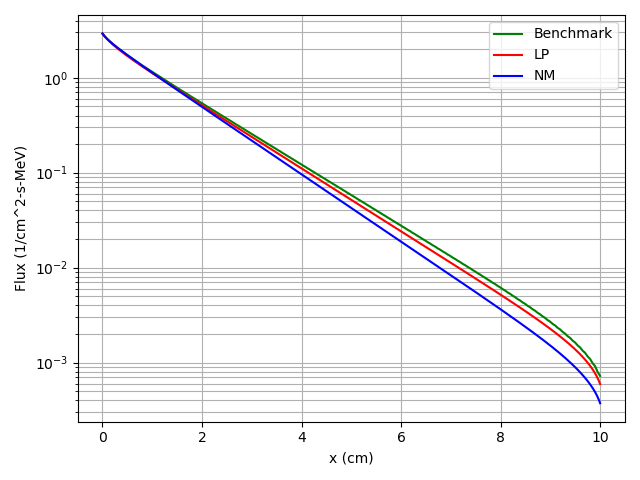 Benchmark
LP
NM
Flux (1/cm^2-s-MeV)
10^0
10^-1
10^-2
10^-3
0 2 4 6 8 10
x (cm)